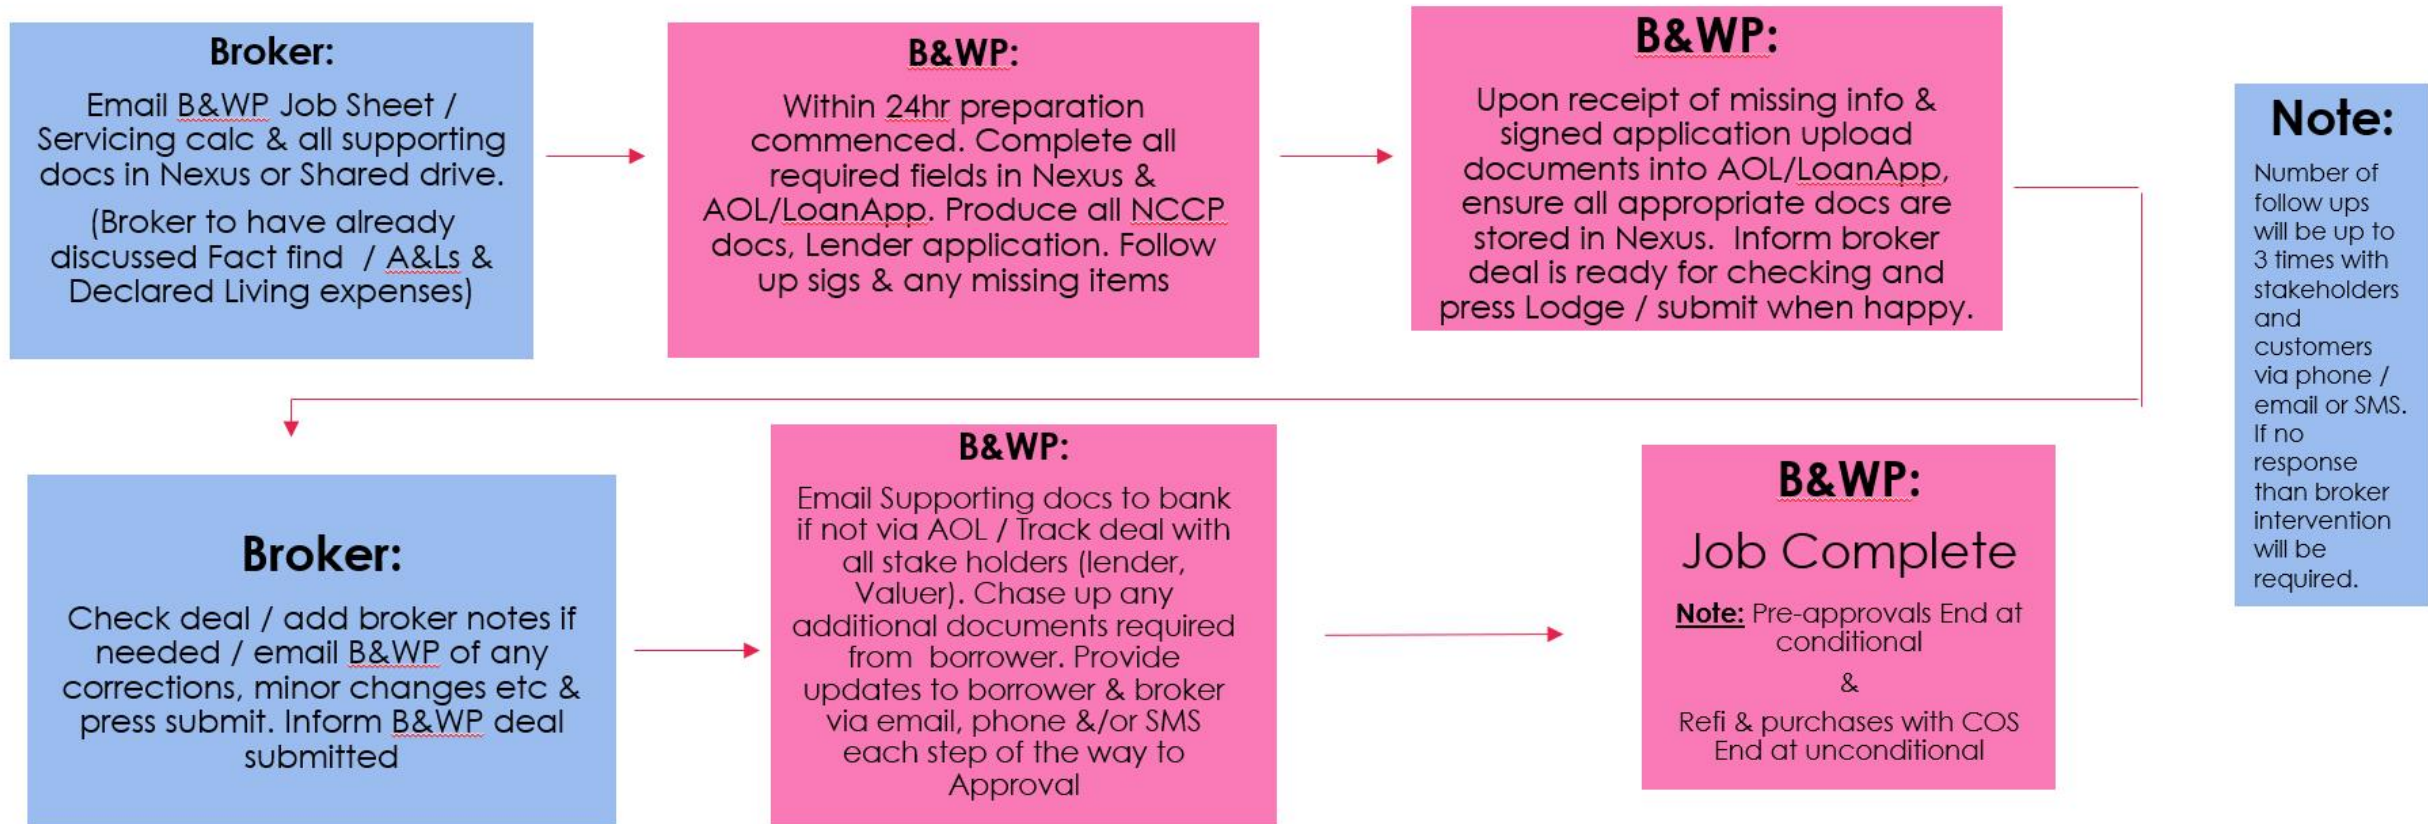 Broker:
Email B&WP Job Sheet /
Servicing calc & all supporting
docs in Nexus or Shared drive.
(Broker to have already
discussed Fact find  / A&Ls &
Declared Living expenses)
B&WP:
Within 24hr preparation
commenced. Complete all
required fields in Nexus &
AOL/LoanApp. Produce all NCCP
docs, Lender application. Follow
up sigs & any missing items
B&WP:
Upon receipt of missing info &
signed application upload
documents into AOL/LoanApp,
ensure all appropriate docs are
stored in Nexus.  Inform broker
deal is ready for checking and
press Lodge / submit when happy.
Note:
Number of
follow ups
will be up to
3 times with
stakeholders
and
customers
via phone /
email or SMS.
If no
response
than broker
intervention
will be
required.
Broker:
Check deal / add broker notes if
needed / email B&WP of any
corrections, minor changes etc &
press submit. Inform B&WP deal
submitted
B&WP:
Email Supporting docs to bank
if not via AOL / Track deal with
all stake holders (lender,
Valuer). Chase up any
additional documents required
from  borrower. Provide
updates to borrower & broker
via email, phone &/or SMS
each step of the way to
Approval
B&WP:
Job Complete
Note: Pre-approvals End at
conditional
&
Refi & purchases with COS
End at unconditional